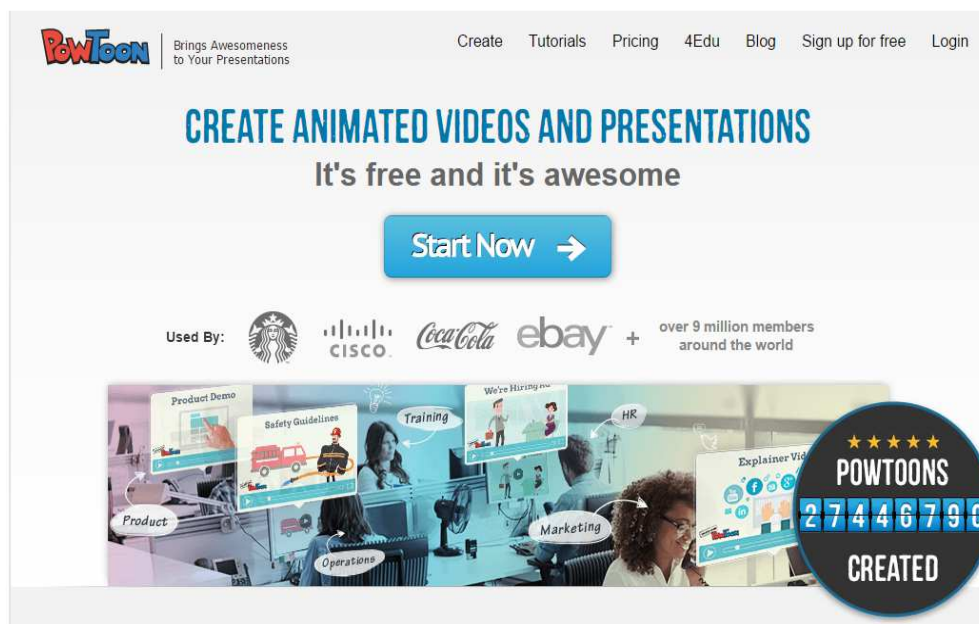 PowToon
Brings Awesomeness
to Your Presentations
Create Tutorials Pricing 4Edu Blog Sign up for free Login
CREATE ANIMATED VIDEOS AND PRESENTATIONS
It's free and it's awesome
Start Now
Used By:
CISCO
Coca-Cola
ebay
+
over 9 million members
around the world
Product Demo
Safety Guidelines
Training
We're Hiring
HR
Explainer
Product
Operations
Marketing
POWTOONS
2744679
CREATED